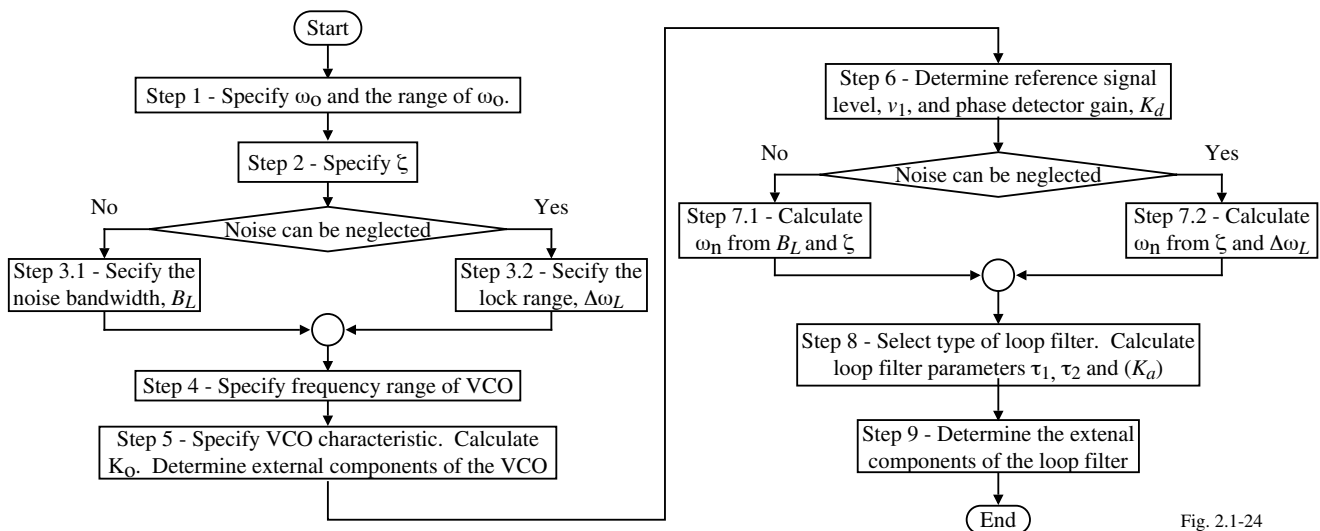 Start
Step 1 - Specify ωo and the range of ωo.
Step 2 - Specify ζ
No
Yes
Noise can be neglected
Step 3.1 - Secify the
noise bandwidth, BL
Step 3.2 - Secify the
lock range, ΔωL
Step 4 - Specify frequency range of VCO
Step 5 - Specify VCO characteristic. Calculate
Ko. Determine external components of the VCO
Step 6 - Determine reference signal
level, v1, and phase detector gain, Kd
No
Yes
Noise can be neglected
Step 7.1 - Calculate
ωn from BL and ζ
Step 7.2 - Calculate
ωn from ζ and ΔωL
Step 8 - Select type of loop filter. Calculate
loop filter parameters τ1, τ2 and (Ka)
Step 9 - Determine the extenal
components of the loop filter
End
Fig. 2.1-24